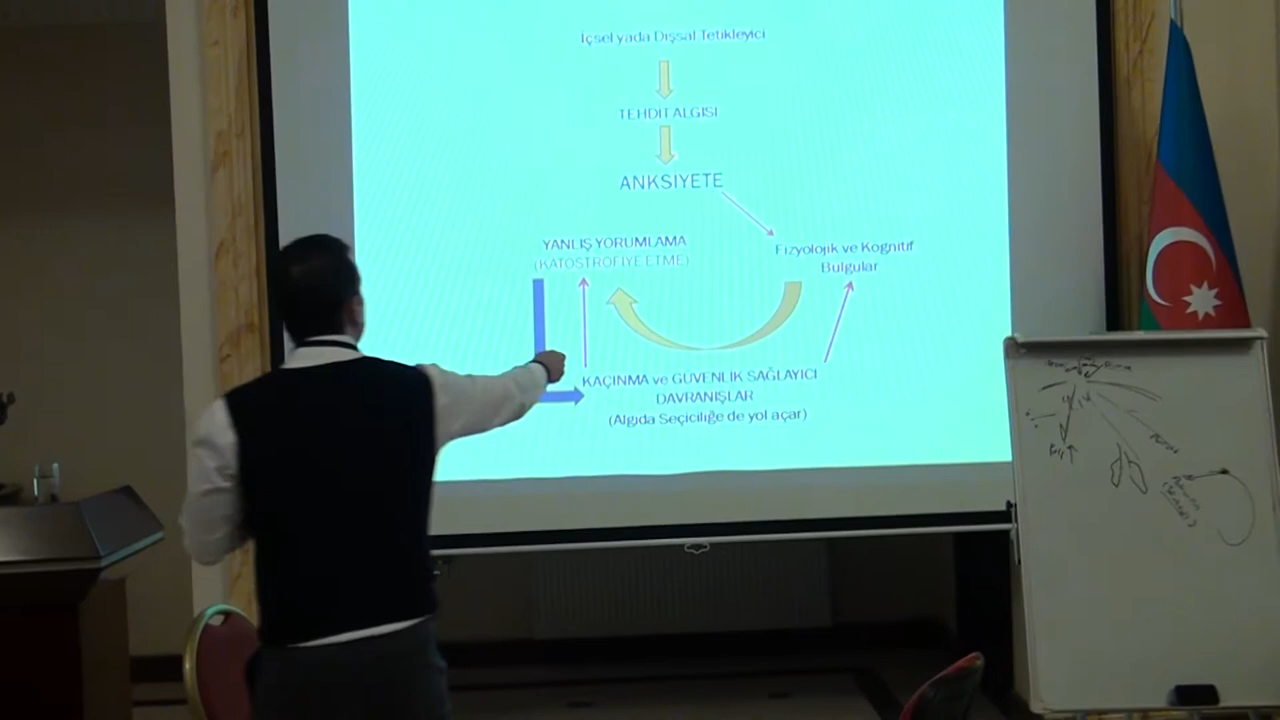 İçsel yada Dışsal Tetikleyici
TEHDİT ALGISI
ANKSİYETE
YANLIŞ YORUMLAMA
(KATOSTROFİYE ETME)
Fizyolojik ve Kognitif
Bulgular
KAÇINMA ve GÜVENLİK SAĞLAYICI
DAVRANIŞLAR
(Algıda Seçiciliğe de yol açar)